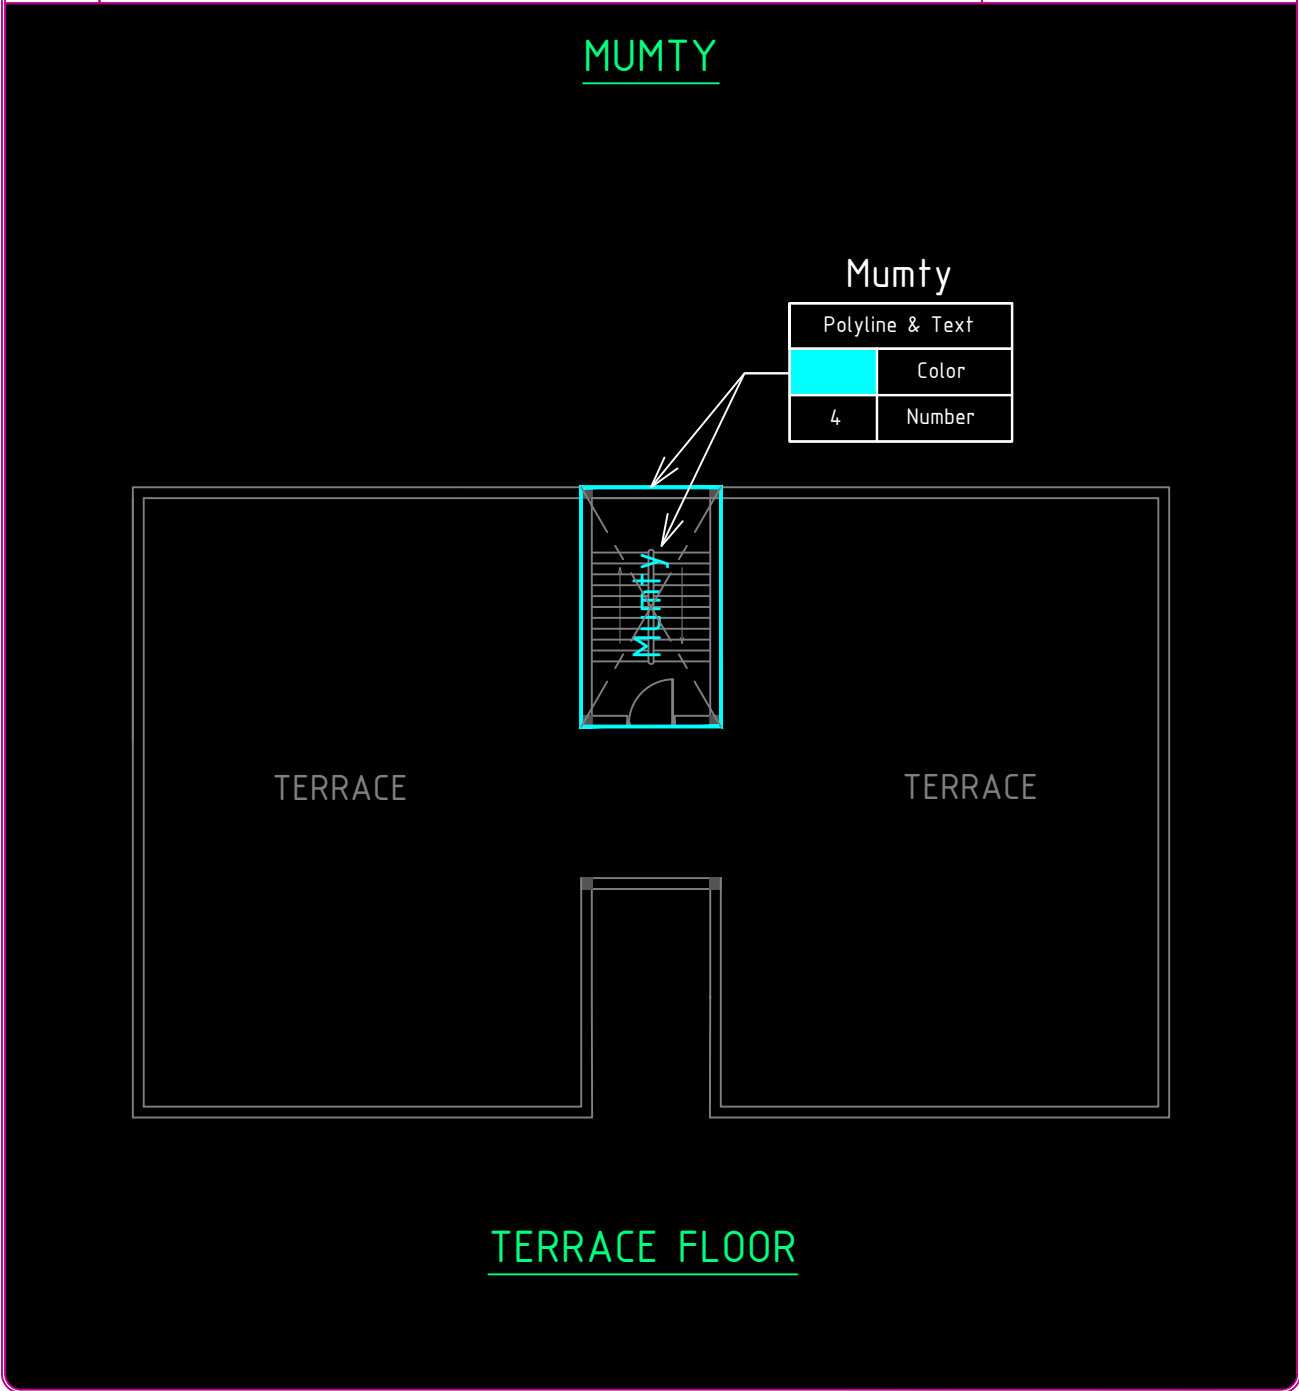 MUMTY
Mumty
Polyline & Text
Color
4 Number
Mumty
TERRACE
TERRACE
TERRACE FLOOR